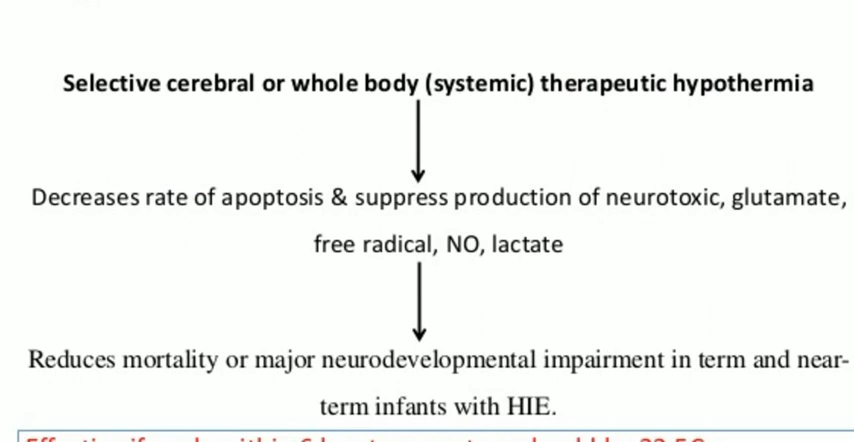 Selective cerebral or whole body (systemic) therapeutic hypothermia
Decreases rate of apoptosis & suppress production of neurotoxic, glutamate,
free radical, NO, lactate
Reduces mortality or major neurodevelopmental impairment in term and near-
term infants with HIE.